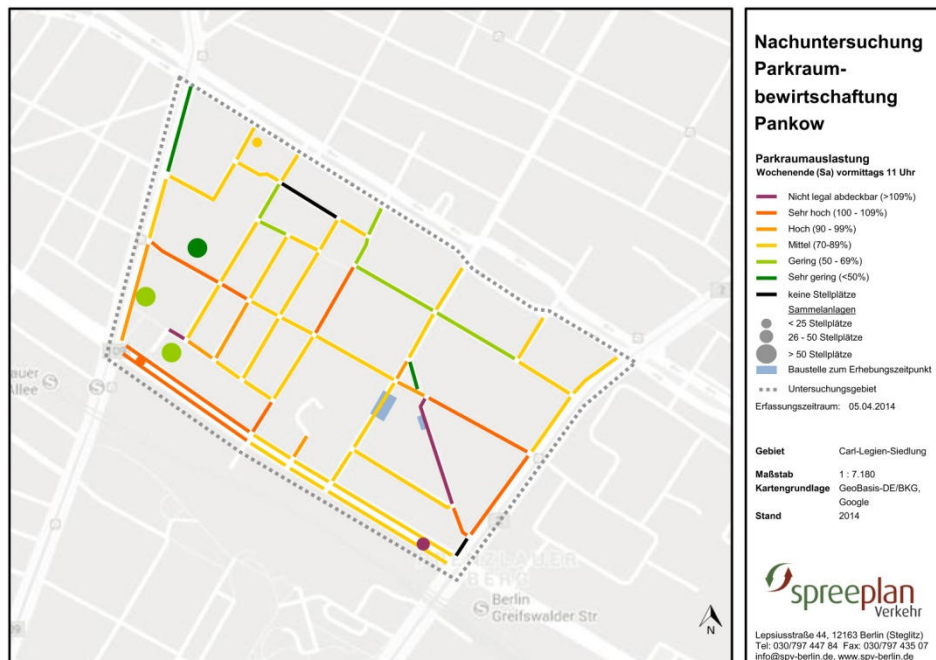 Nachuntersuchung
Parkraum-
bewirtschaftung
Pankow
Parkraumauslastung
Wochenende (Sa) vormittags 11 Uhr
Nicht legal abdeckbar (>109%)
Sehr hoch (100 - 109%)
Hoch (90 - 99%)
Mittel (70-89%)
Gering (50 - 69%)
Sehr gering (<50%)
keine Stellplätze
Sammelanlagen
< 25 Stellplätze
26 - 50 Stellplätze
> 50 Stellplätze
Baustelle zum Erhebungszeitpunkt
Untersuchungsgebiet
Erfassungszeitraum: 05.04.2014
Gebiet Carl-Legien-Siedlung
Maßstab 1 : 7.180
Kartengrundlage GeoBasis-DE/BKG,
Google
Stand 2014
spreeplan
Verkehr
Lepsiusstraße 44, 12163 Berlin (Steglitz)
Tel: 030/797 447 84 Fax: 030/797 435 07
info@spv-berlin.de, www.spv-berlin.de
auer
Allee
BERG
Berlin
Greifswalder Str
N